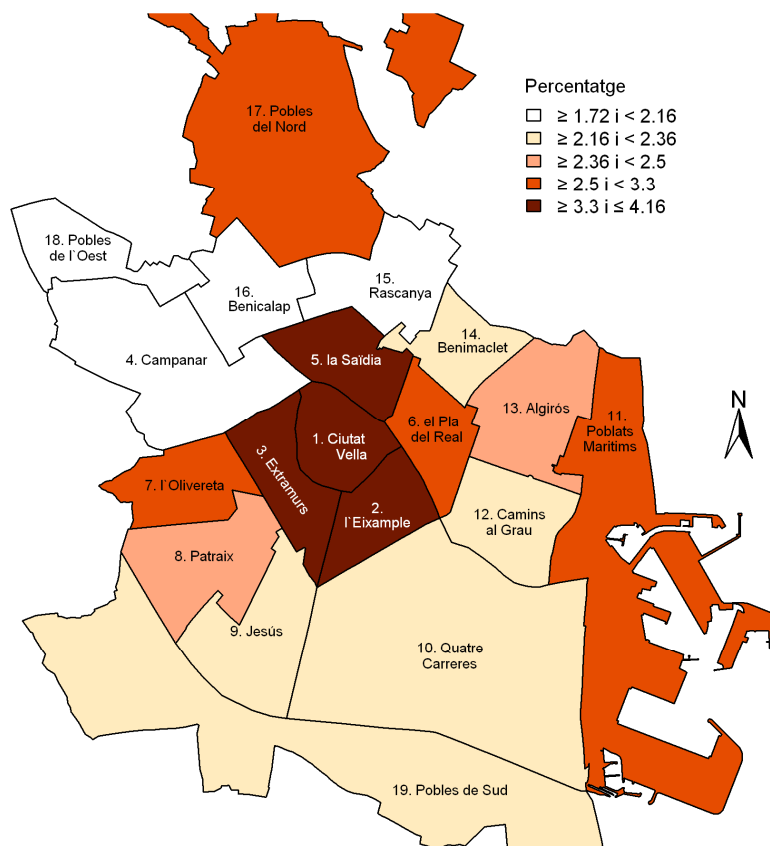 17. Pobles
del Nord
Percentatge
≥ 1.72 i < 2.16
≥ 2.16 i < 2.36
≥ 2.36 i < 2.5
≥ 2.5 i < 3.3
≥ 3.3 i ≤ 4.16
18. Pobles
de l`Oest
16.
Benicalap
15.
Rascanya
4. Campanar
5. la Saïdia
14.
Benimaclet
N
1. Ciutat
Vella
6. el Pla
del Real
13. Algirós
11.
Poblats
Maritims
3. Extramurs
7. l`Olivereta
2.
l`Eixample
12. Camins
al Grau
8. Patraix
9. Jesús
10. Quatre
Carreres
19. Pobles de Sud